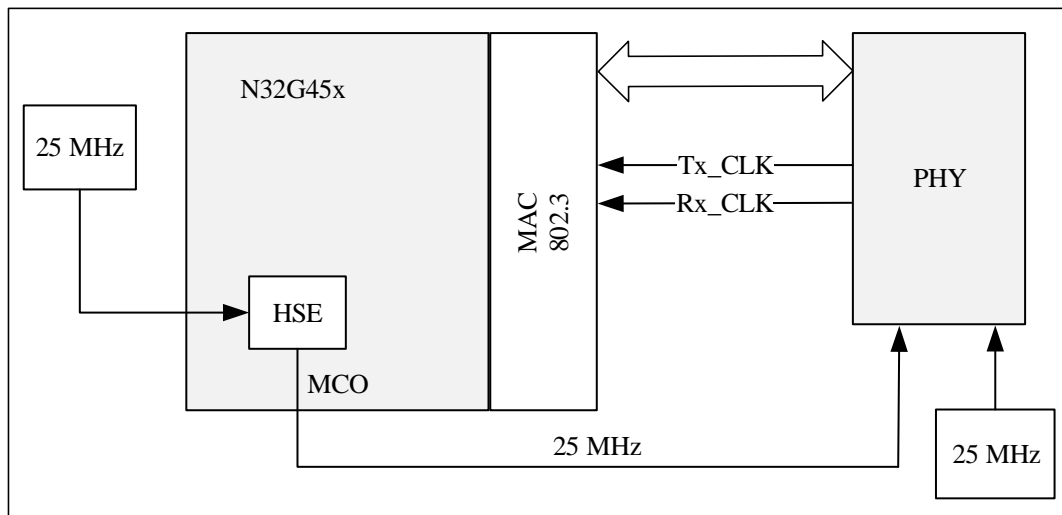 N32G45x
25 MHz
MAC
802.3
Tx_CLK
Rx_CLK
PHY
HSE
MCO
25 MHz
25 MHz